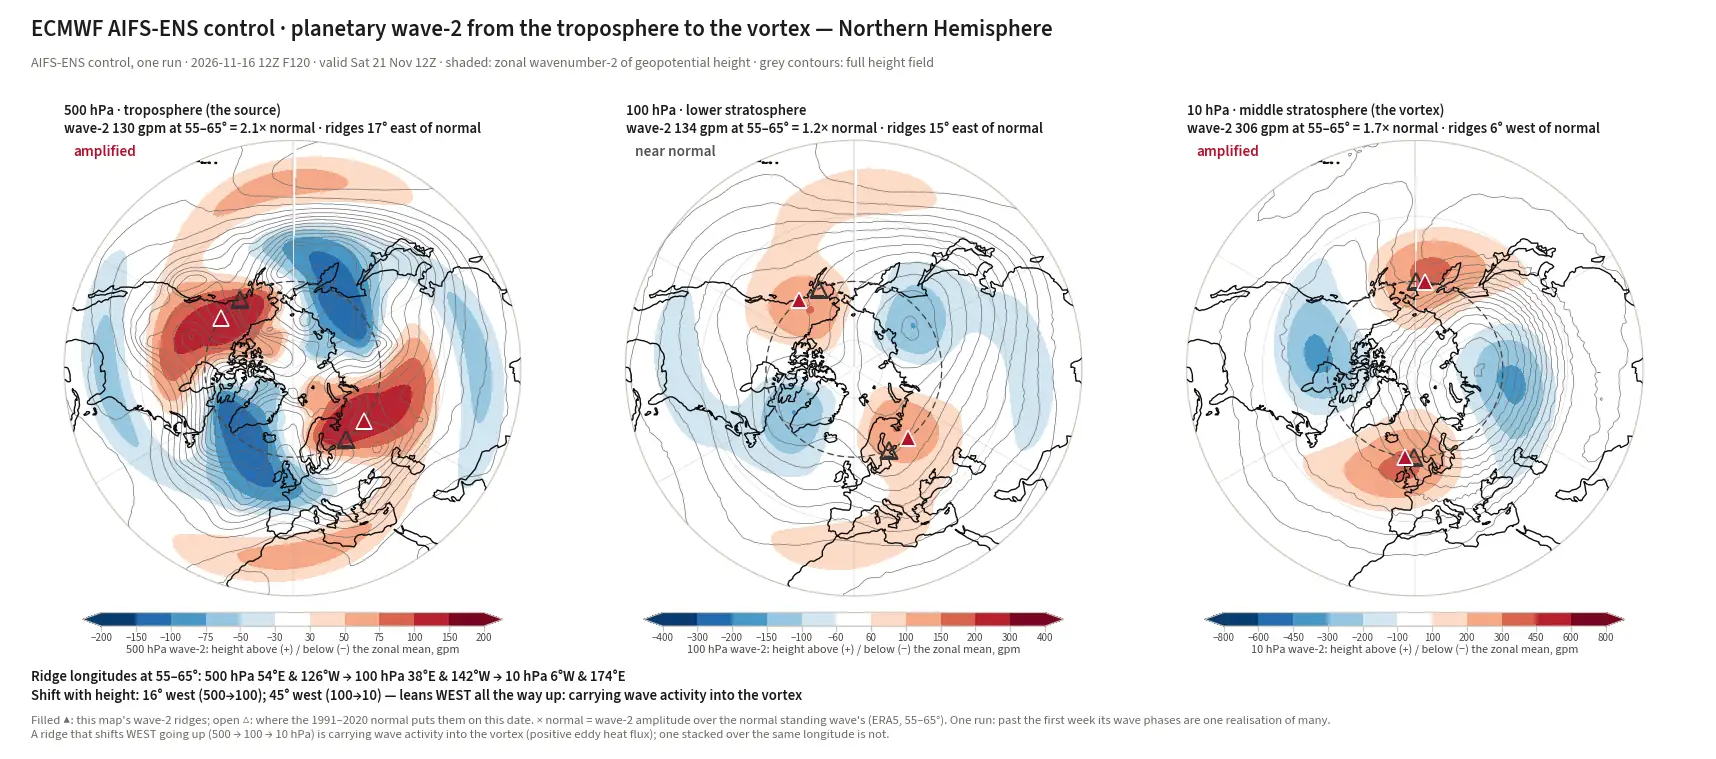 ECMWF AIFS-ENS control · planetary wave-2 from the troposphere to the vortex — Northern Hemisphere
AIFS-ENS control, one run · 2026-11-16 12Z F120 · valid Sat 21 Nov 12Z · shaded: zonal wavenumber-2 of geopotential height · grey contours: full height field
500 hPa · troposphere (the source)
wave-2 130 gpm at 55–65° = 2.1× normal · ridges 17° east of normal
amplified
100 hPa · lower stratosphere
wave-2 134 gpm at 55–65° = 1.2× normal · ridges 15° east of normal
near normal
10 hPa · middle stratosphere (the vortex)
wave-2 306 gpm at 55–65° = 1.7× normal · ridges 6° west of normal
amplified
−200 −150 −100 −75 −50 −30 30 50 75 100 150 200
500 hPa wave-2: height above (+) / below (−) the zonal mean, gpm
−400 −300 −200 −150 −100 −60 60 100 150 200 300 400
100 hPa wave-2: height above (+) / below (−) the zonal mean, gpm
−800 −600 −450 −300 −200 −100 100 200 300 450 600 800
10 hPa wave-2: height above (+) / below (−) the zonal mean, gpm
Ridge longitudes at 55–65°: 500 hPa 54°E & 126°W → 100 hPa 38°E & 142°W → 10 hPa 6°W & 174°E
Shift with height: 16° west (500→100); 45° west (100→10) — leans WEST all the way up: carrying wave activity into the vortex
Filled ▲: this map's wave-2 ridges; open △: where the 1991–2020 normal puts them on this date. × normal = wave-2 amplitude over the normal standing wave's (ERA5, 55–65°). One run: past the first week its wave phases are one realisation of many.
A ridge that shifts WEST going up (500 → 100 → 10 hPa) is carrying wave activity into the vortex (positive eddy heat flux); one stacked over the same longitude is not.